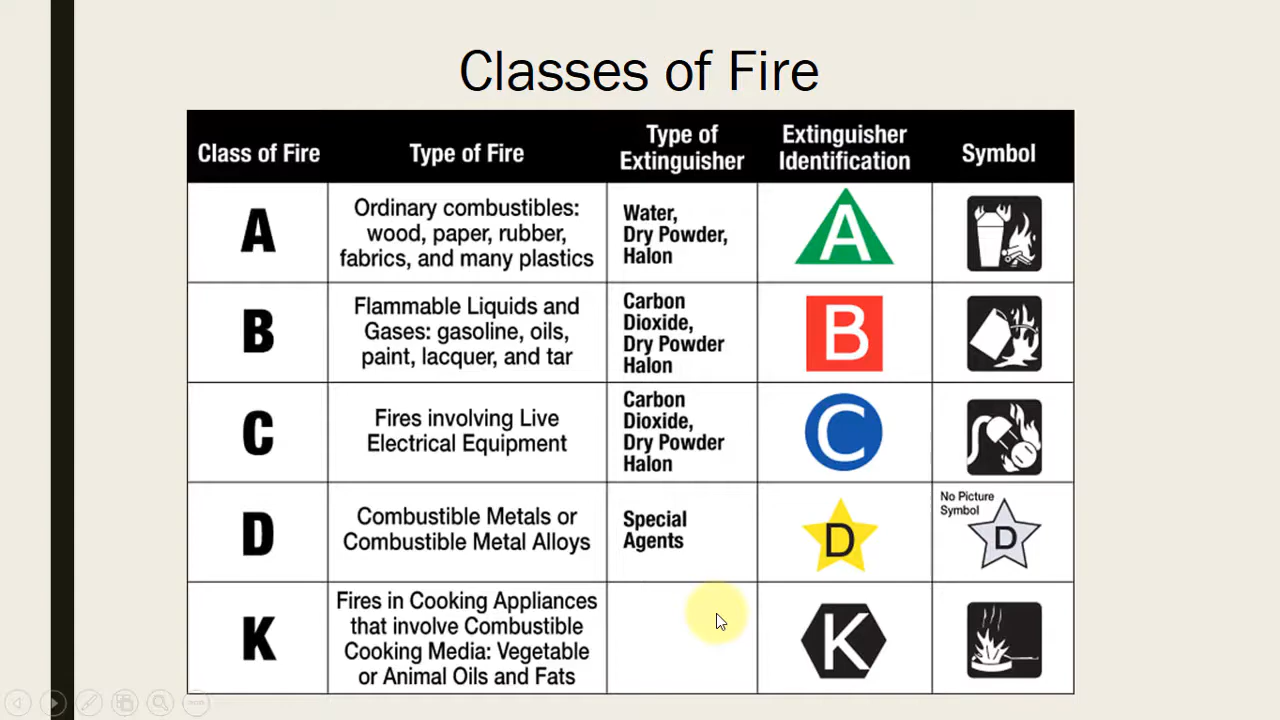 Classes of Fire
Class of Fire
Type of Fire
Type of
Extinguisher
Extinguisher
Identification
Symbol
A
Ordinary combustibles:
wood, paper, rubber,
fabrics, and many plastics
Water,
Dry Powder,
Halon
A
B
Flammable Liquids and
Gases: gasoline, oils,
paint, lacquer, and tar
Carbon
Dioxide,
Dry Powder
Halon
B
C
Fires involving Live
Electrical Equipment
Carbon
Dioxide,
Dry Powder
Halon
C
D
Combustible Metals or
Combustible Metal Alloys
Special
Agents
D
No Picture
Symbol
D
K
Fires in Cooking Appliances
that involve Combustible
Cooking Media: Vegetable
or Animal Oils and Fats
K